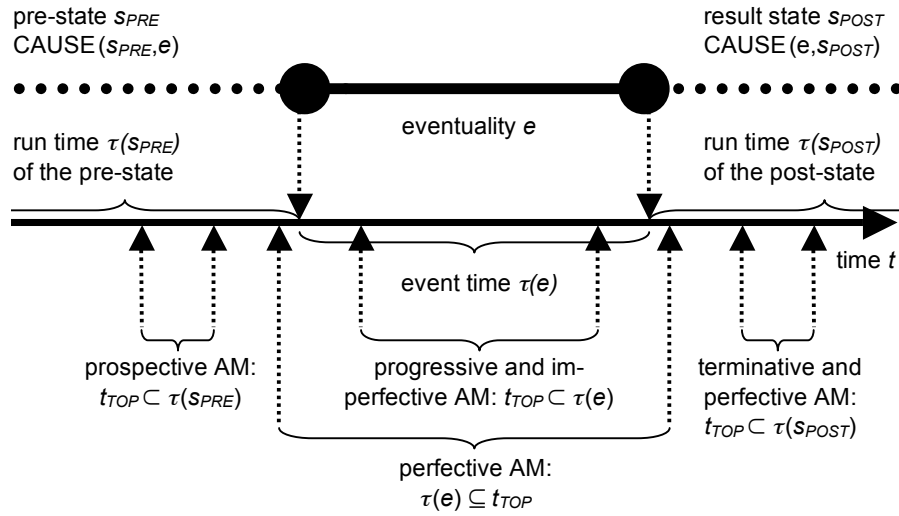 pre-state sPRE
CAUSE(sPRE,e)
result state sPOST
CAUSE(e,sPOST)
eventuality e
run time τ(sPRE)
of the pre-state
run time τ(sPOST)
of the post-state
time t
event time τ(e)
prospective AM:
tTOP ⊂ τ(sPRE)
progressive and im-
perfective AM: tTOP ⊂ τ(e)
terminative and
perfective AM:
tTOP ⊂ τ(sPOST)
perfective AM:
τ(e) ⊆ tTOP